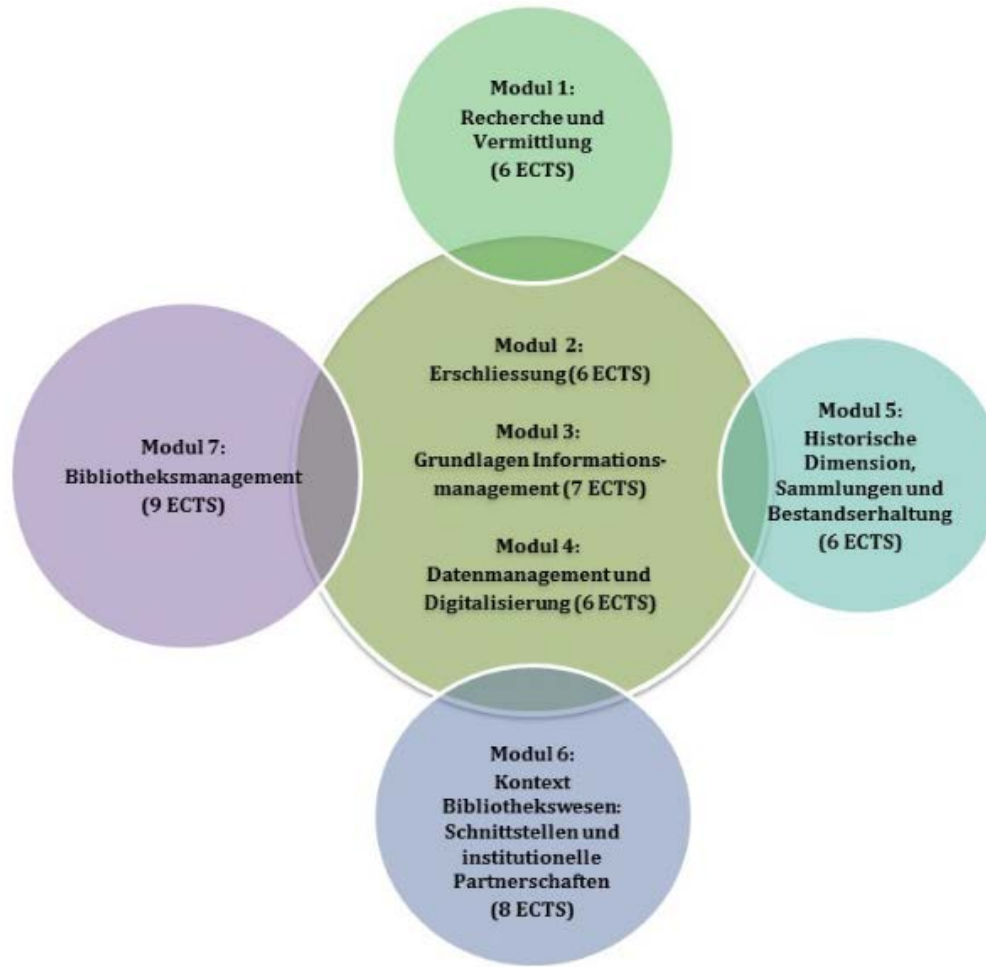 Modul 1:
Recherche und
Vermittlung
(6 ECTS)
Modul 2:
Erschliessung (6 ECTS)
Modul 3:
Grundlagen Informations-
management (7 ECTS)
Modul 4:
Datenmanagement und
Digitalisierung (6 ECTS)
Modul 5:
Historische
Dimension,
Sammlungen und
Bestandserhaltung
(6 ECTS)
Modul 6:
Kontext
Bibliothekswesen:
Schnittstellen und
institutionelle
Partnerschaften
(8 ECTS)
Modul 7:
Bibliotheksmanagement
(9 ECTS)